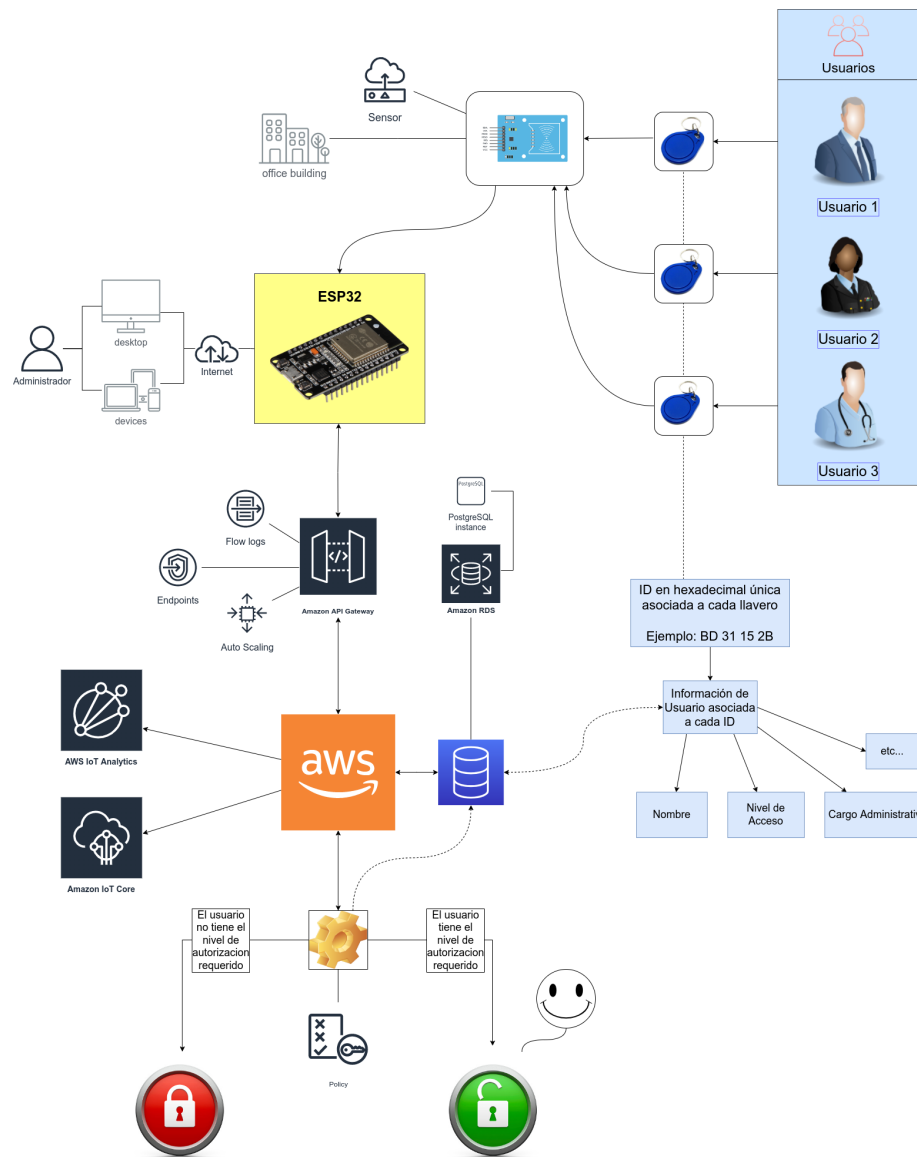 Usuarios
Sensor
office building
Usuario 1
Usuario 2
Usuario 3
ESP32
desktop
Administrador
Internet
devices
PostgreSQL
PostgreSQL
instance
Flow logs
Endpoints
Amazon API Gateway
Amazon RDS
Auto Scaling
ID en hexadecimal única
asociada a cada llavero
Ejemplo: BD 31 15 2B
Información de
Usuario asociada
a cada ID
etc...
aws
AWS IoT Analytics
Nombre
Nivel de
Acceso
Cargo Administrativ
Amazon IoT Core
El usuario
no tiene el
nivel de
autorizacion
requerido
El usuario
tiene el
nivel de
autorizacion
requerido
Policy